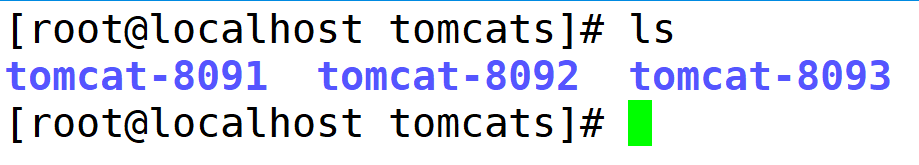 [root@localhost tomcats]# ls
tomcat-8091  tomcat-8092  tomcat-8093
[root@localhost tomcats]#